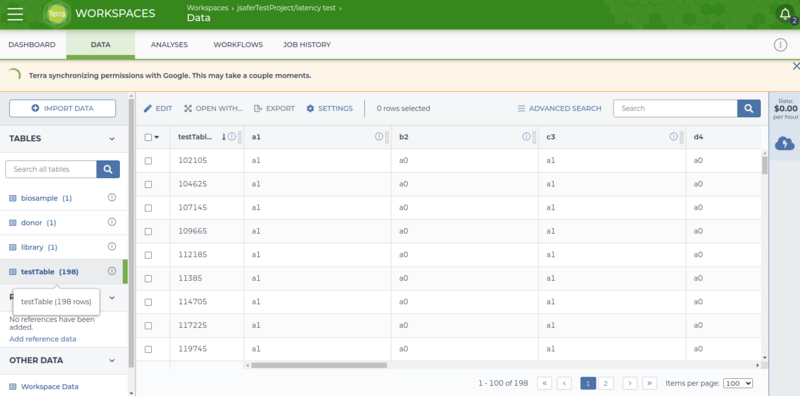 Terra
WORKSPACES
Workspaces › jsaferTestProject/latency test ›
Data
2
DASHBOARD
DATA
ANALYSES
WORKFLOWS
JOB HISTORY
Terra synchronizing permissions with Google. This may take a couple moments.
IMPORT DATA
EDIT
OPEN WITH...
EXPORT
SETTINGS
0 rows selected
ADVANCED SEARCH
Search
Rate:
$0.00
per hour
TABLES
Search all tables
biosample (1)
donor (1)
library (1)
testTable (198)
testTable (198 rows)
No references have been
added.
Add reference data
OTHER DATA
Workspace Data
testTabl... a1 b2 c3 d4
102105 a1 a0 a1 a0
104625 a1 a0 a1 a0
107145 a1 a0 a1 a0
109665 a1 a0 a1 a0
112185 a1 a0 a1 a0
11385 a1 a0 a1 a0
114705 a1 a0 a1 a0
117225 a1 a0 a1 a0
119745 a1 a0 a1 a0
1 - 100 of 198 « ‹ 1 2 › » Items per page: 100